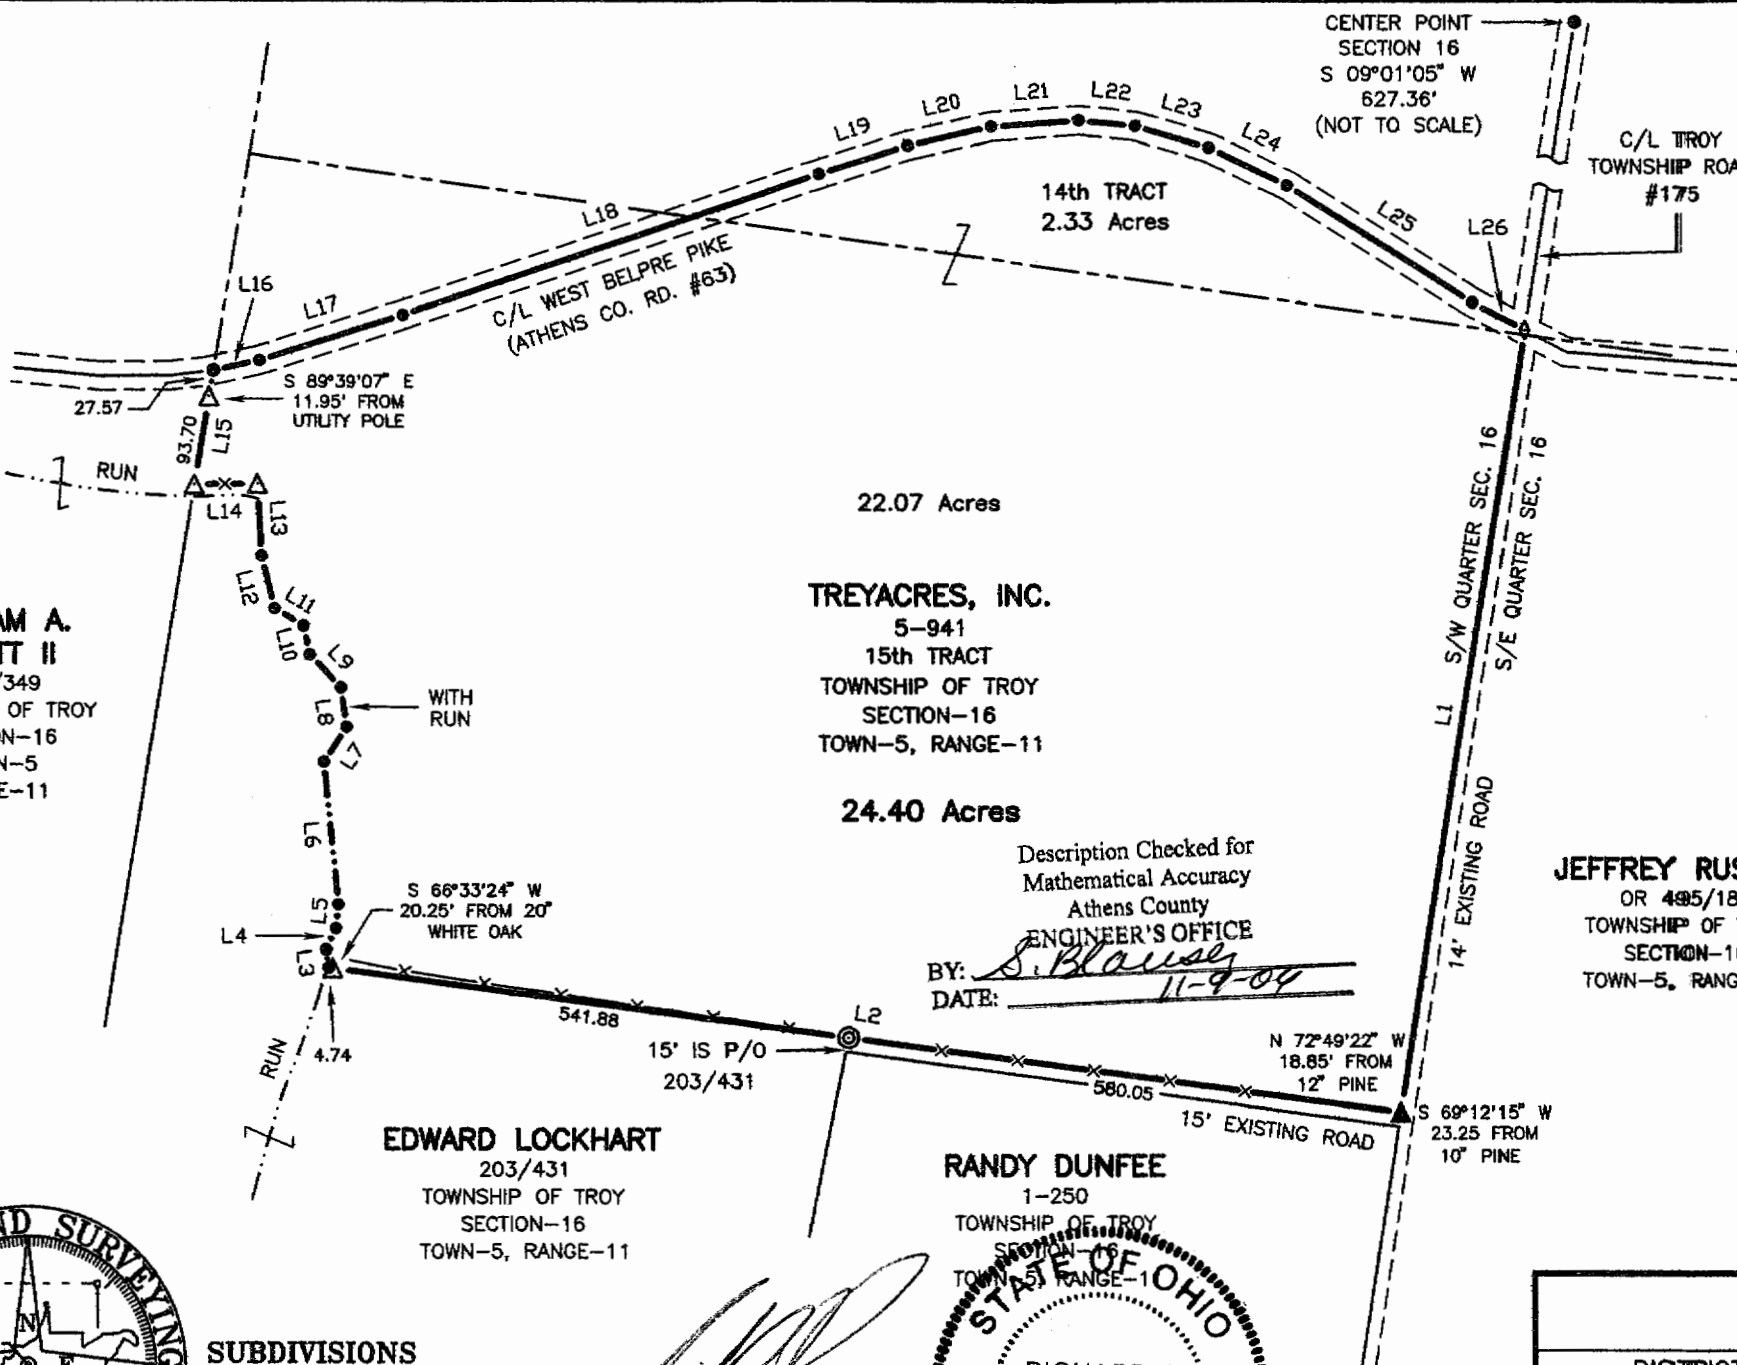 CENTER POINT
SECTION 16
S 09°01'05" W
627.36'
(NOT TO SCALE)
C/L TROY
TOWNSHIP ROA
#175
L16
L17
L18
L19
L20
L21
L22
L23
L24
L25
L26
14th TRACT
2.33 Acres
C/L WEST BELPRE PIKE
(ATHENS CO. RD. #63)
27.57
S 89°39'07" E
11.95' FROM
UTILITY POLE
93.70
L15
RUN
L14
L13
L12
L11
L10
L9
L8
L7
WITH
RUN
L6
L5
L4
L3
22.07 Acres
TREYACRES, INC.
5-941
15th TRACT
TOWNSHIP OF TROY
SECTION-16
TOWN-5, RANGE-11
24.40 Acres
S/W QUARTER SEC. 16
S/E QUARTER SEC. 16
L1
14' EXISTING ROAD
AM A.
TT II
/349
OF TROY
N-16
N-5
E-11
JEFFREY RUS
OR 495/18
TOWNSHIP OF
SECTION-1
TOWN-5, RANG
S 66°33'24" W
20.25' FROM 20"
WHITE OAK
Description Checked for
Mathematical Accuracy
Athens County
ENGINEER'S OFFICE
BY: S. Blauser
DATE: 11-9-04
541.88
L2
15' IS P/O
203/431
4.74
RUN
N 72°49'22" W
18.85' FROM
12" PINE
580.05
15' EXISTING ROAD
S 69°12'15" W
23.25 FROM
10" PINE
EDWARD LOCKHART
203/431
TOWNSHIP OF TROY
SECTION-16
TOWN-5, RANGE-11
RANDY DUNFEE
1-250
TOWNSHIP OF TROY
SECTION-16
TOWN-5, RANGE-11
STATE OF OHIO
ND SURVEYING
N
SUBDIVISIONS